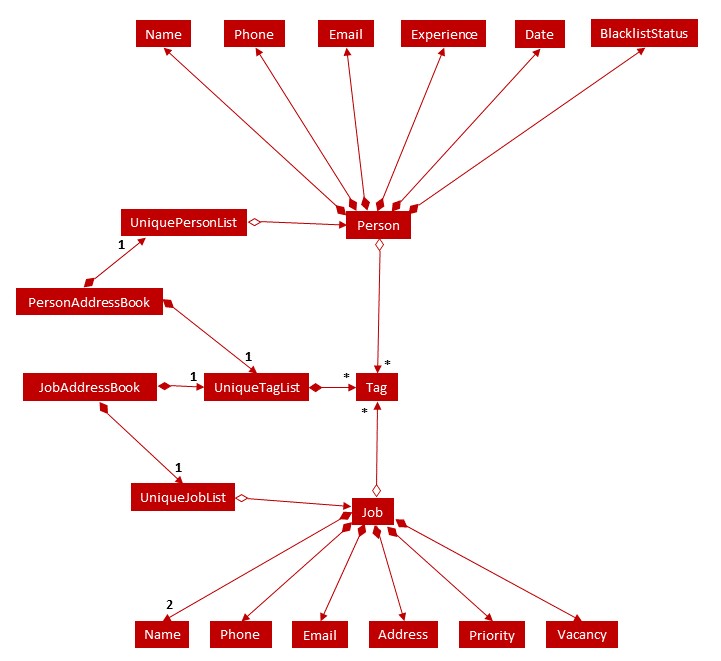 Name
Phone
Email
Experience
Date
BlacklistStatus
UniquePersonList
Person
1
PersonAddressBook
1
*
JobAddressBook
1
UniqueTagList
*
Tag
*
1
UniqueJobList
Job
2
Name
Phone
Email
Address
Priority
Vacancy